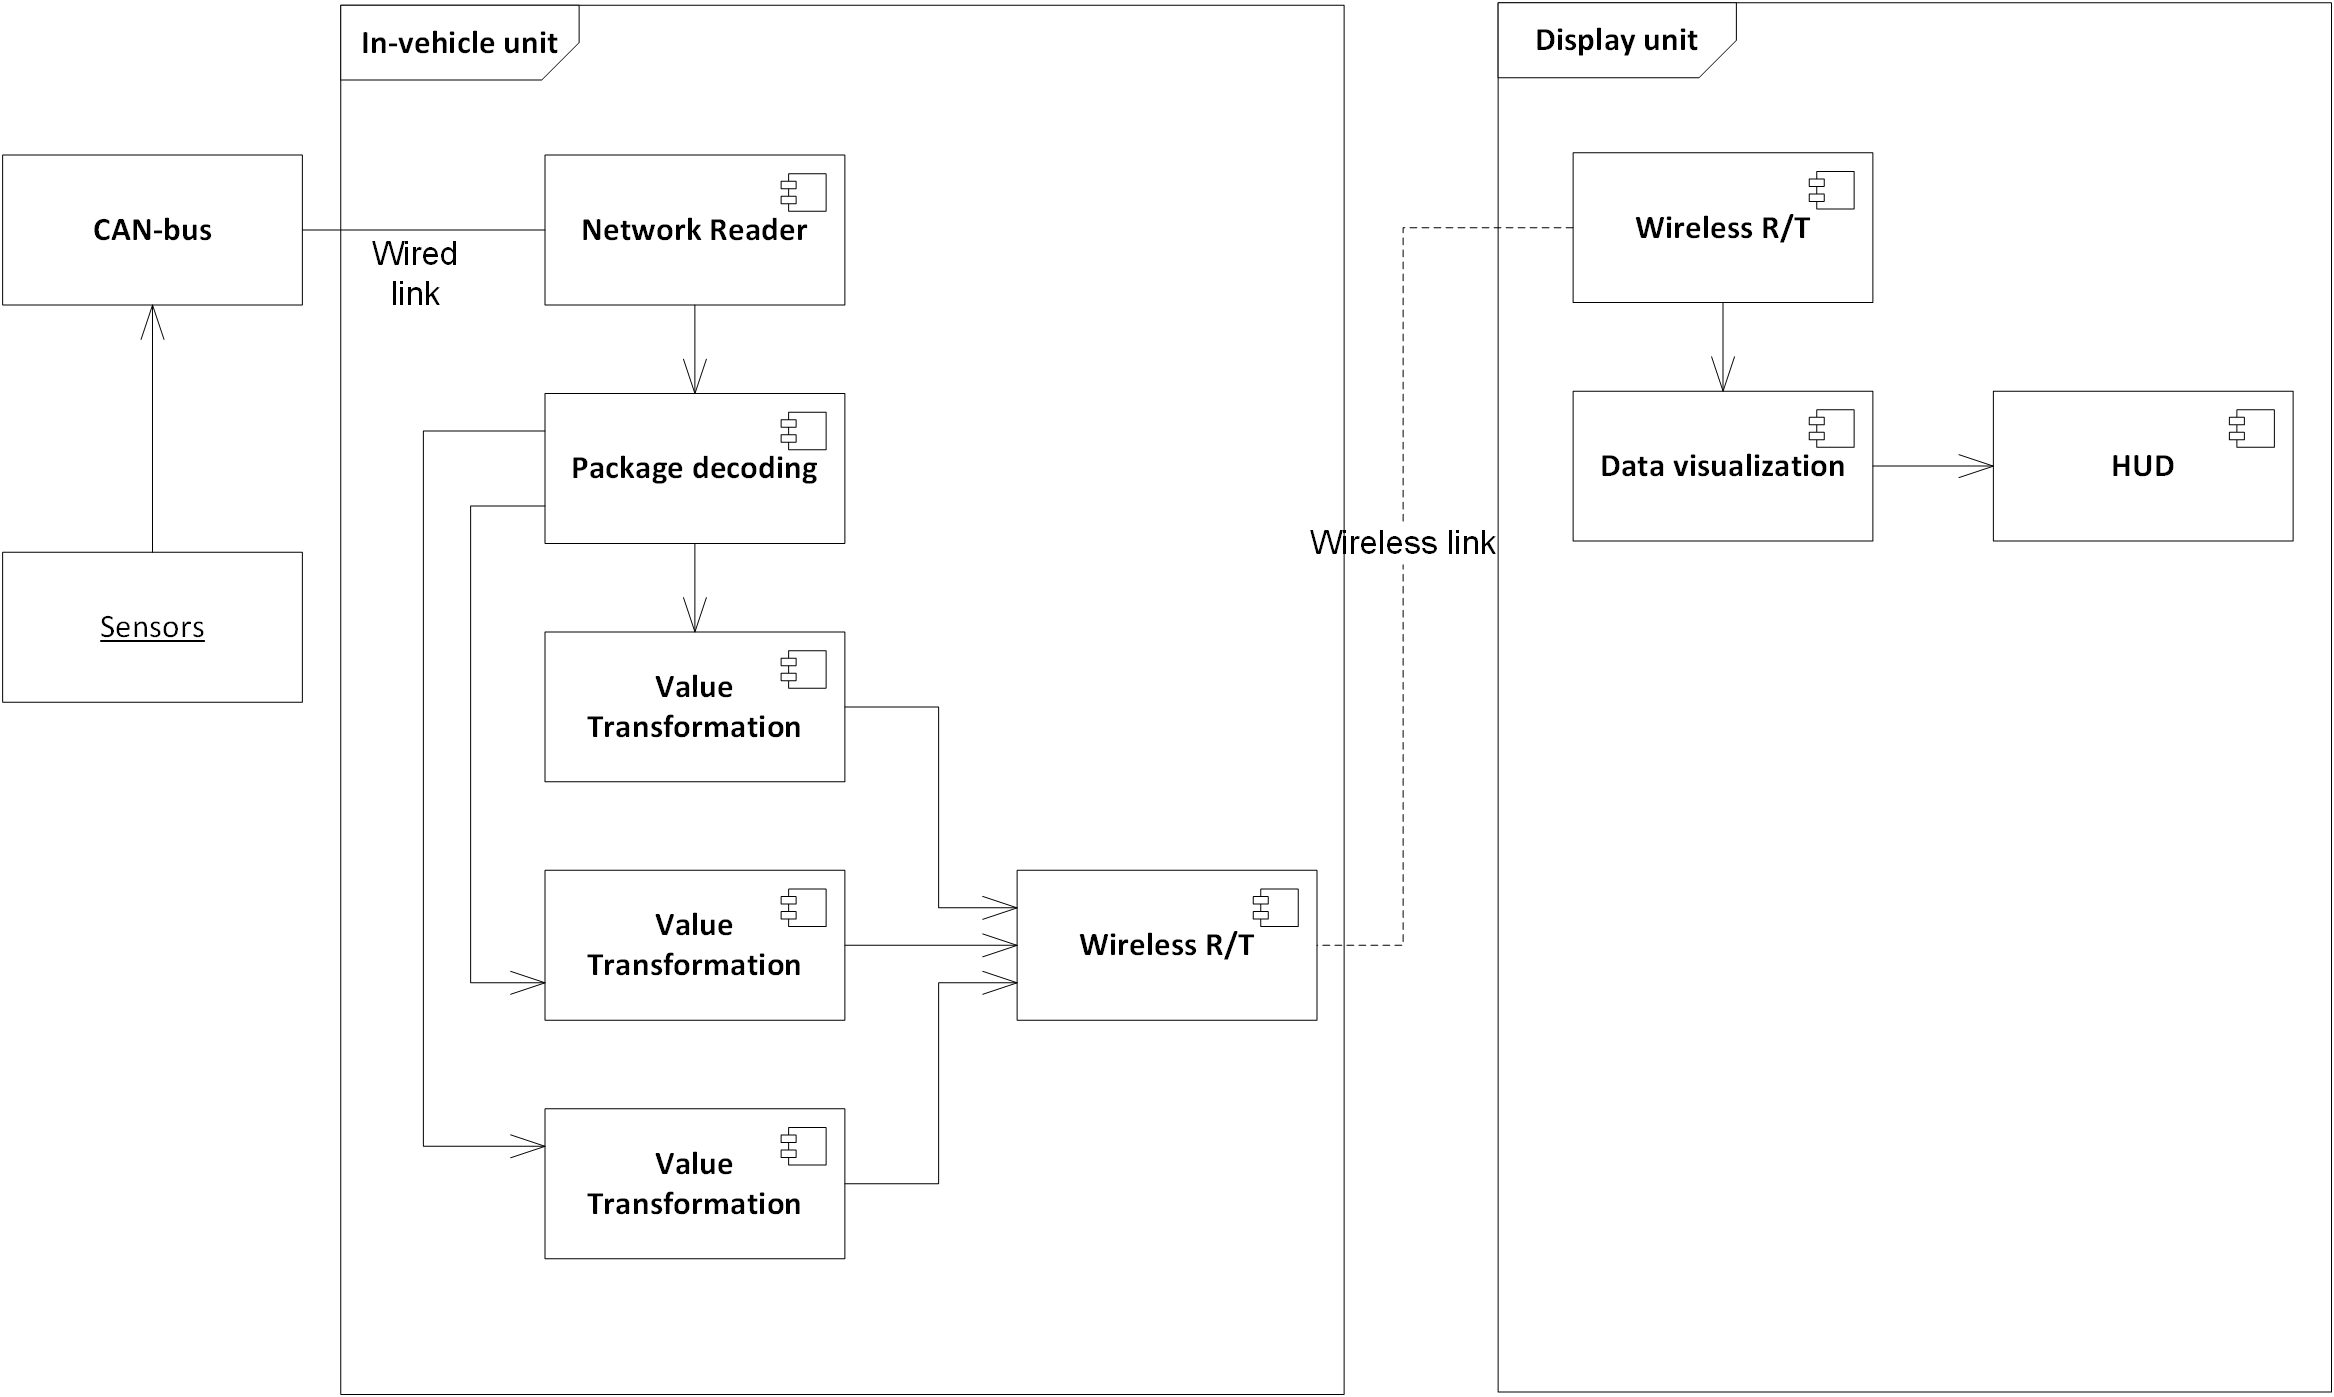 In-vehicle unit
Display unit
CAN-bus
Wired
link
Network Reader
Wireless R/T
Package decoding
Data visualization
HUD
Wireless link
Sensors
Value
Transformation
Value
Transformation
Wireless R/T
Value
Transformation